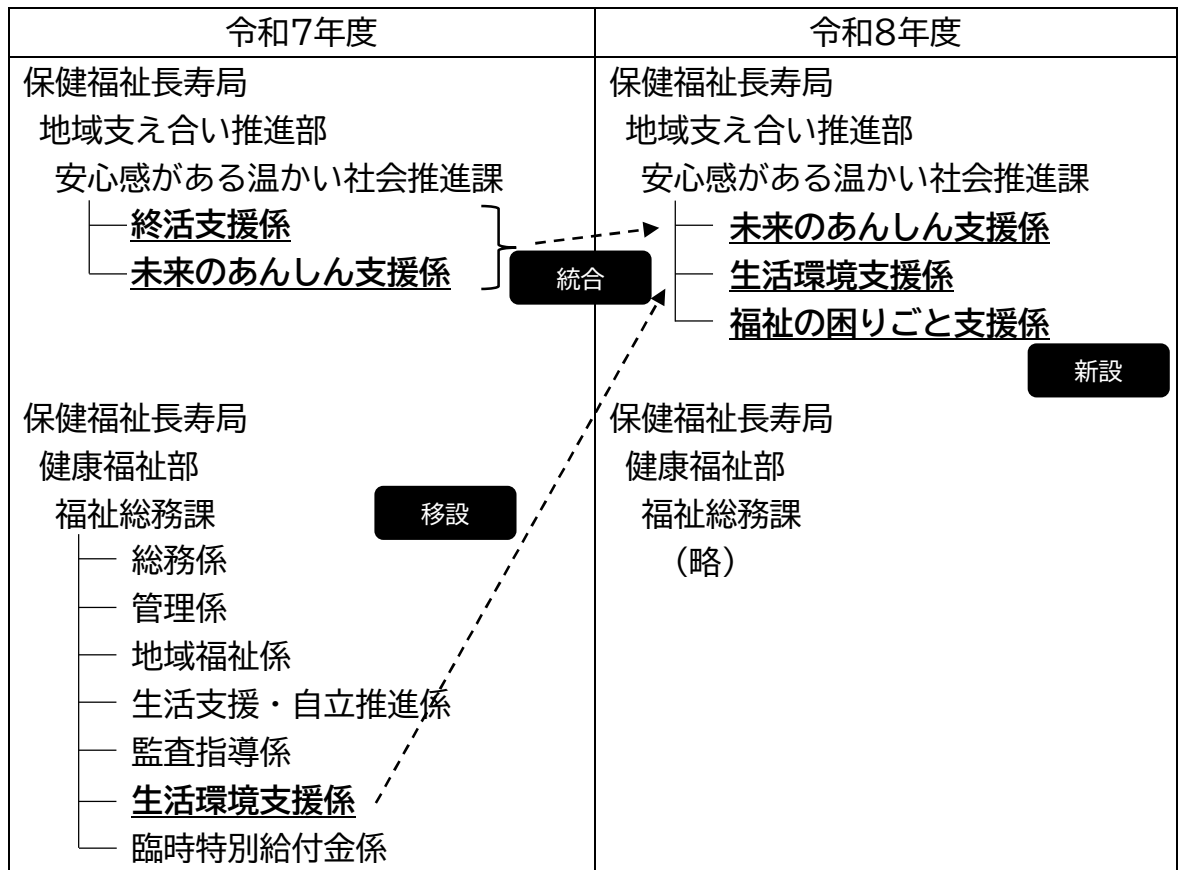 令和7年度
保健福祉長寿局
地域支え合い推進部
安心感がある温かい社会推進課
終活支援係
未来のあんしん支援係
統合
保健福祉長寿局
健康福祉部
福祉総務課
移設
総務係
管理係
地域福祉係
生活支援・自立推進係
監査指導係
生活環境支援係
臨時特別給付金係
令和8年度
保健福祉長寿局
地域支え合い推進部
安心感がある温かい社会推進課
未来のあんしん支援係
生活環境支援係
福祉の困りごと支援係
新設
保健福祉長寿局
健康福祉部
福祉総務課
（略）